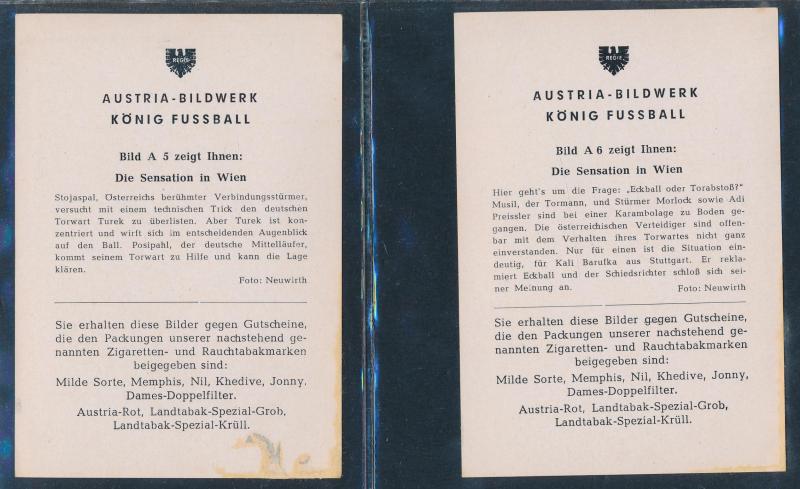 REGIE
AUSTRIA-BILDWERK
KÖNIG FUSSBALL
Bild A 5 zeigt Ihnen:
Die Sensation in Wien
Stojaspal, Österreichs berühmter Verbindungsstürmer,
versucht mit einem technischen Trick den deutschen
Torwart Turek zu überlisten. Aber Turek ist kon-
zentriert und wirft sich im entscheidenden Augenblick
auf den Ball. Posipahl, der deutsche Mittelläufer,
kommt seinem Torwart zu Hilfe und kann die Lage
klären.
Foto: Neuwirth
Sie erhalten diese Bilder gegen Gutscheine,
die den Packungen unserer nachstehend ge-
nannten Zigaretten- und Rauchtabakmarken
beigegeben sind:
Milde Sorte, Memphis, Nil, Khedive, Jonny,
Dames-Doppelfilter.
Austria-Rot, Landtabak-Spezial-Grob,
Landtabak-Spezial-Krüll.
REGIE
AUSTRIA-BILDWERK
KÖNIG FUSSBALL
Bild A 6 zeigt Ihnen:
Die Sensation in Wien
Hier geht's um die Frage: „Eckball oder Torabstoß?"
Musil, der Tormann, und Stürmer Morlock sowie Adi
Preissler sind bei einer Karambolage zu Boden ge-
gangen. Die österreichischen Verteidiger sind offen-
bar mit dem Verhalten ihres Torwartes nicht ganz
einverstanden. Nur für einen ist die Situation ein-
deutig, für Kali Barufka aus Stuttgart. Er rekla-
miert Eckball und der Schiedsrichter schloß sich sei-
ner Meinung an.
Foto: Neuwirth
Sie erhalten diese Bilder gegen Gutscheine,
die den Packungen unserer nachstehend ge-
nannten Zigaretten- und Rauchtabakmarken
beigegeben sind:
Milde Sorte, Memphis, Nil, Khedive, Jonny,
Dames-Doppelfilter.
Austria-Rot, Landtabak-Spezial-Grob,
Landtabak-Spezial-Krüll.